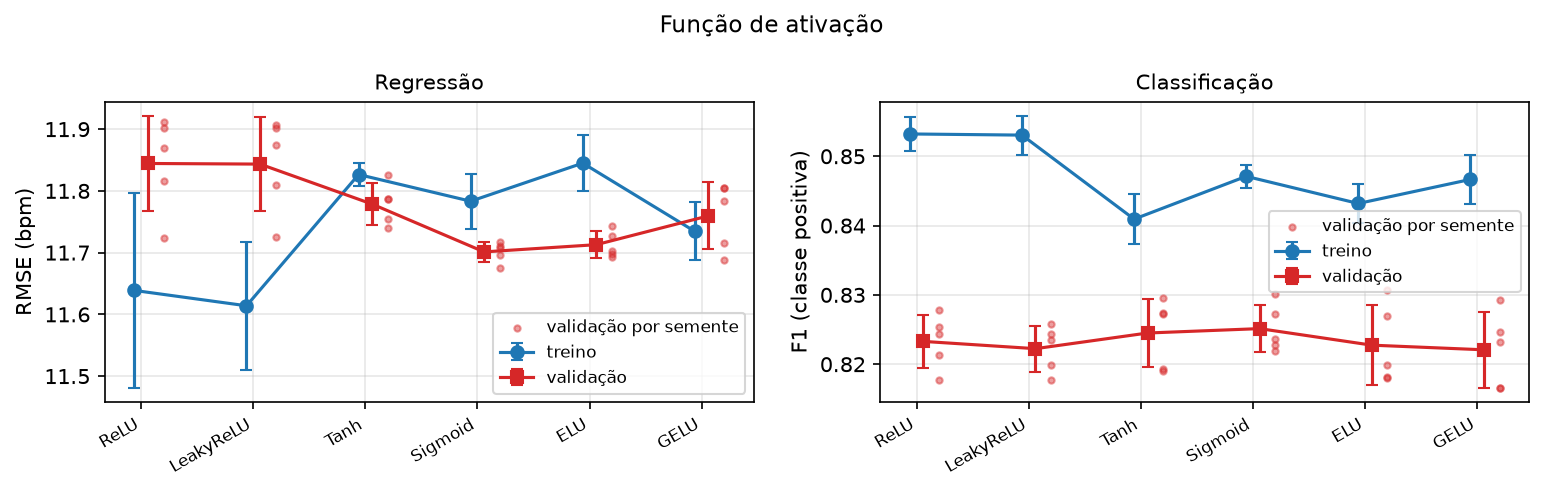 Função de ativação
Regressão
RMSE (bpm)
11.9
11.8
11.7
11.6
11.5
validação por semente
treino
validação
ReLU
LeakyReLU
Tanh
Sigmoid
ELU
GELU
Classificação
F1 (classe positiva)
0.85
0.84
0.83
0.82
validação por semente
treino
validação
ReLU
LeakyReLU
Tanh
Sigmoid
ELU
GELU